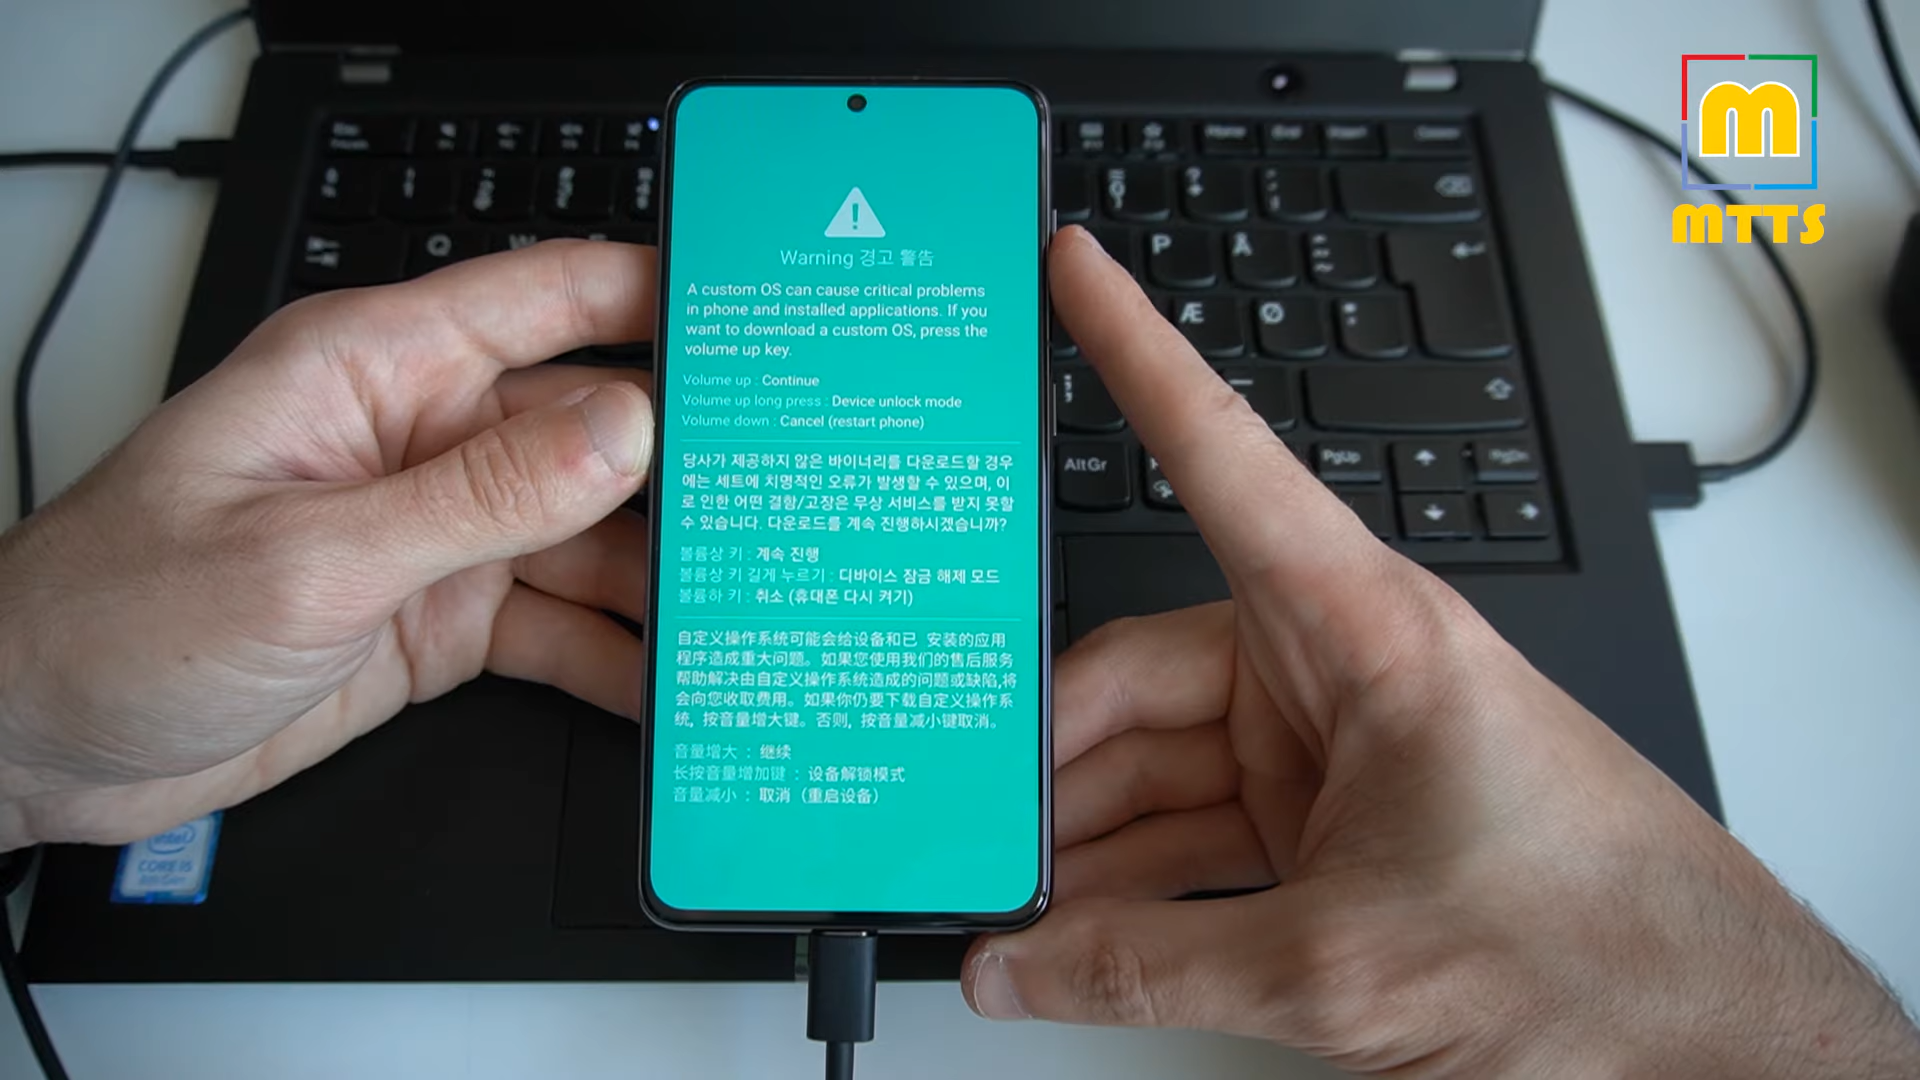 M
MTTS
Warning 경고 警告
A custom OS can cause critical problems
in phone and installed applications. If you
want to download a custom OS, press the
volume up key.
Volume up : Continue
Volume up long press : Device unlock mode
Volume down : Cancel (restart phone)
당사가 제공하지 않은 바이너리를 다운로드할 경우
에는 세트에 치명적인 오류가 발생할 수 있으며, 이
로 인한 어떤 결함/고장은 무상 서비스를 받지 못할
수 있습니다. 다운로드를 계속 진행하시겠습니까?
볼륨상 키 : 계속 진행
볼륨상 키 길게 누르기 : 디바이스 잠금 해제 모드
볼륨하 키 : 취소 (휴대폰 다시 켜기)
自定义操作系统可能会给设备和已 安装的应用
程序造成重大问题。如果您使用我们的售后服务
帮助解决由自定义操作系统造成的问题或缺陷,将
会向您收取费用。如果你仍要下载自定义操作系
统, 按音量增大键。否则, 按音量减小键取消。
音量增大 : 继续
长按音量增加键 : 设备解锁模式
音量减小 : 取消（重启设备）
Q
P
Å
Æ
Ø
AltGr
PgUp
intel
CORE i5